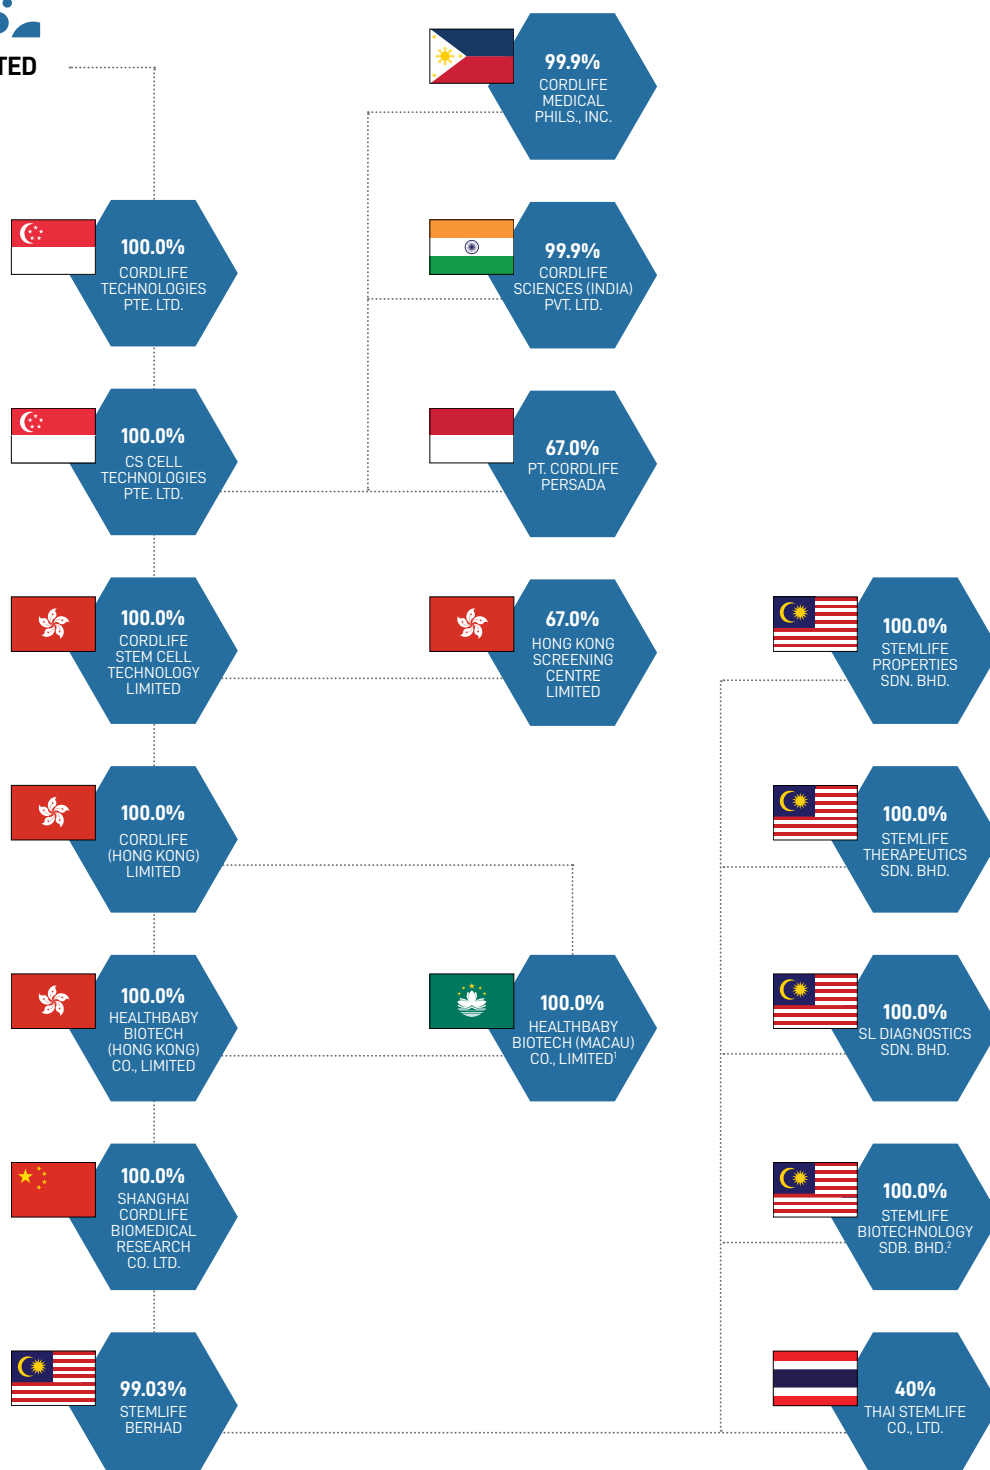 99.9%
CORDLIFE
MEDICAL
PHILS., INC.
100.0%
CORDLIFE
TECHNOLOGIES
PTE. LTD.
99.9%
CORDLIFE
SCIENCES (INDIA)
PVT. LTD.
100.0%
CS CELL
TECHNOLOGIES
PTE. LTD.
67.0%
PT. CORDLIFE
PERSADA
100.0%
CORDLIFE
STEM CELL
TECHNOLOGY
LIMITED
67.0%
HONG KONG
SCREENING
CENTRE
LIMITED
100.0%
STEMLIFE
PROPERTIES
SDN. BHD.
100.0%
CORDLIFE
(HONG KONG)
LIMITED
100.0%
STEMLIFE
THERAPEUTICS
SDN. BHD.
100.0%
HEALTHBABY
BIOTECH
(HONG KONG)
CO., LIMITED
100.0%
HEALTHBABY
BIOTECH (MACAU)
CO., LIMITED¹
100.0%
SL DIAGNOSTICS
SDN. BHD.
100.0%
SHANGHAI
CORDLIFE
BIOMEDICAL
RESEARCH
CO. LTD.
100.0%
STEMLIFE
BIOTECHNOLOGY
SDB. BHD.²
99.03%
STEMLIFE
BERHAD
40%
THAI STEMLIFE
CO., LTD.